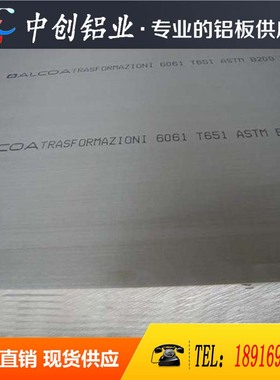 中创铝业·专业的铝板供
ALCOA TRASFORMAZIONI 6061 T651 ASTM B209
COA TRASFORMAZIONI 6061 T651 ASTM B
直销 现货供应
TEL: 18916